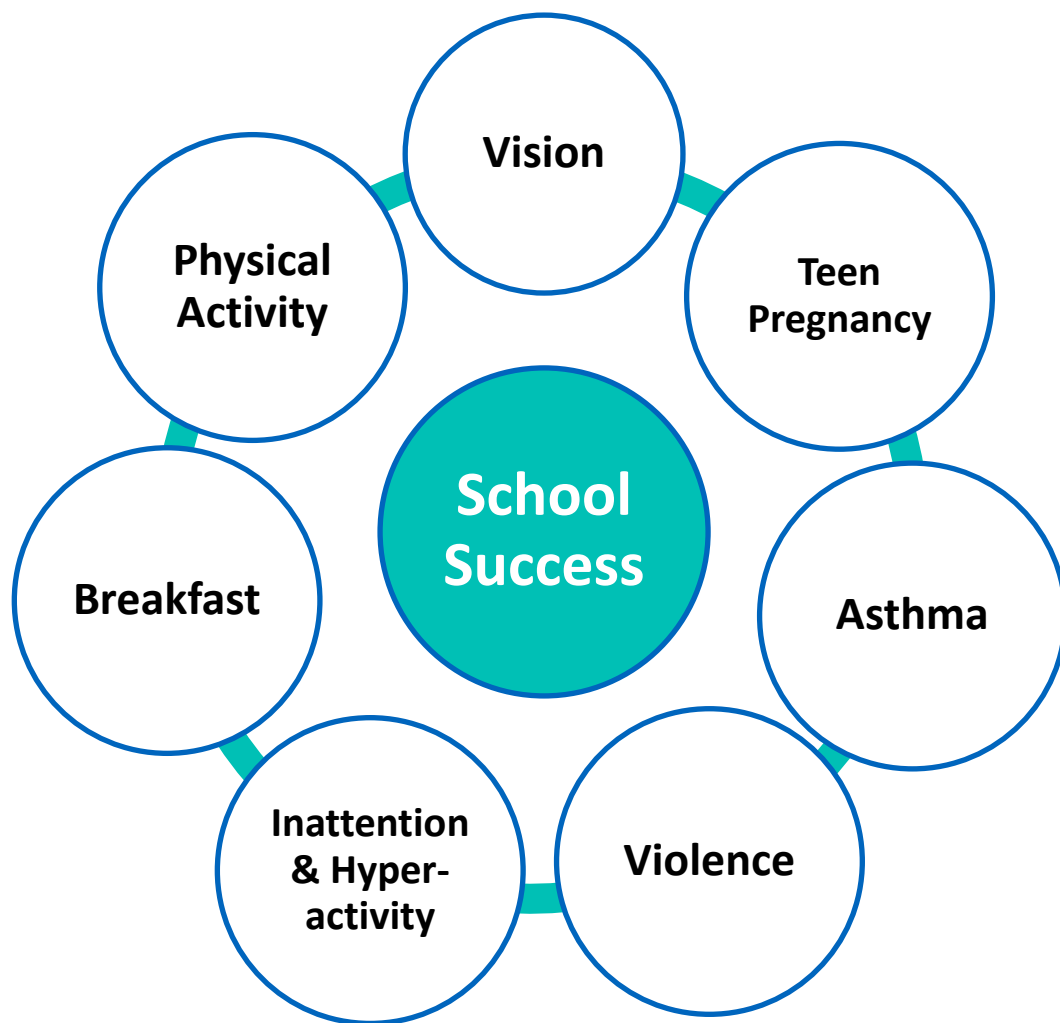 Vision
Teen
Pregnancy
Asthma
Violence
Inattention
& Hyper-
activity
Breakfast
Physical
Activity
School
Success